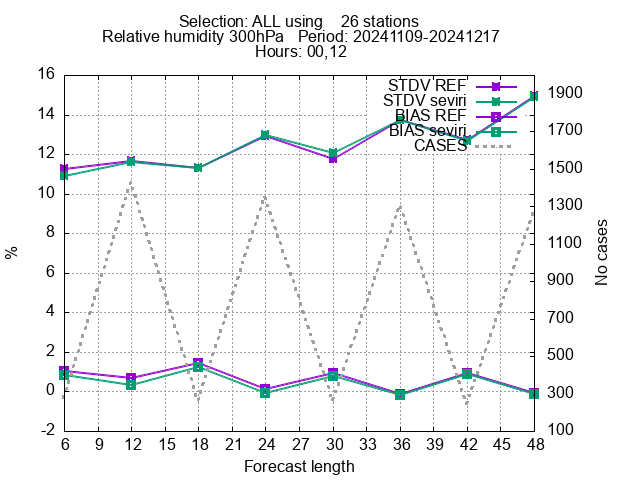 Selection: ALL using    26 stations
Relative humidity 300hPa   Period: 20241109-20241217
Hours: 00,12
STDV REF
STDV seviri
BIAS REF
BIAS seviri
CASES
16
14
12
10
8
6
4
2
0
-2
%
1900
1700
1500
1300
1100
900
700
500
300
100
No cases
6 9 12 15 18 21 24 27 30 33 36 39 42 45 48
Forecast length